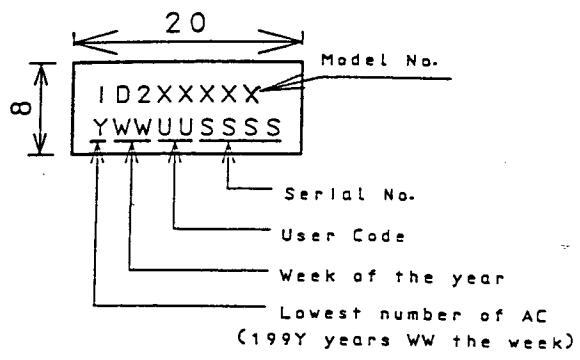 20
Model No.
8
ID2XXXXX
YWWUUSSSS
Serial No.
User Code
Week of the year
Lowest number of AC
(199Y years WW the week)